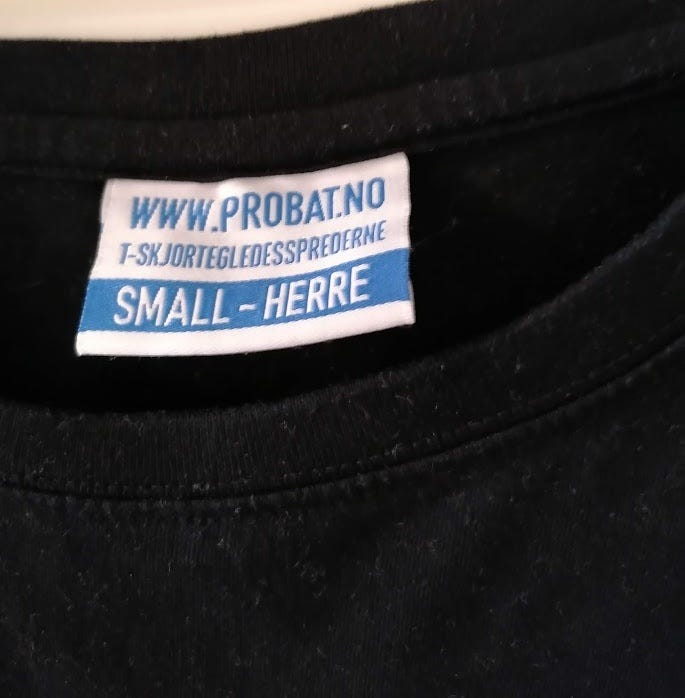 WWW.PROBAT.NO
T-SKJORTEGLEDESSPREDERNE
SMALL - HERRE